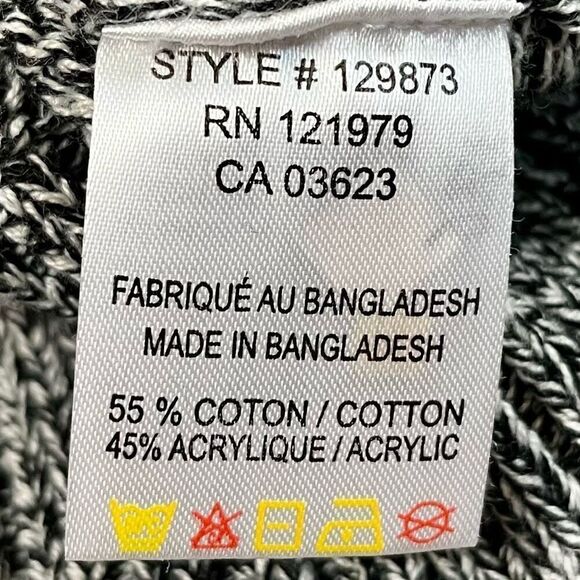 STYLE # 129873
RN 121979
CA 03623
FABRIQUÉ AU BANGLADESH
MADE IN BANGLADESH
55 % COTON / COTTON
45% ACRYLIQUE / ACRYLIC